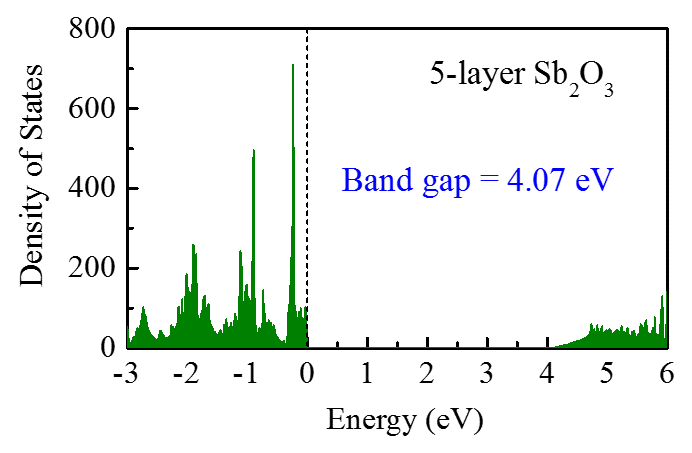 800
600
400
200
0
Density of States
5-layer Sb₂O₃
Band gap = 4.07 eV
-3 -2 -1 0 1 2 3 4 5 6
Energy (eV)